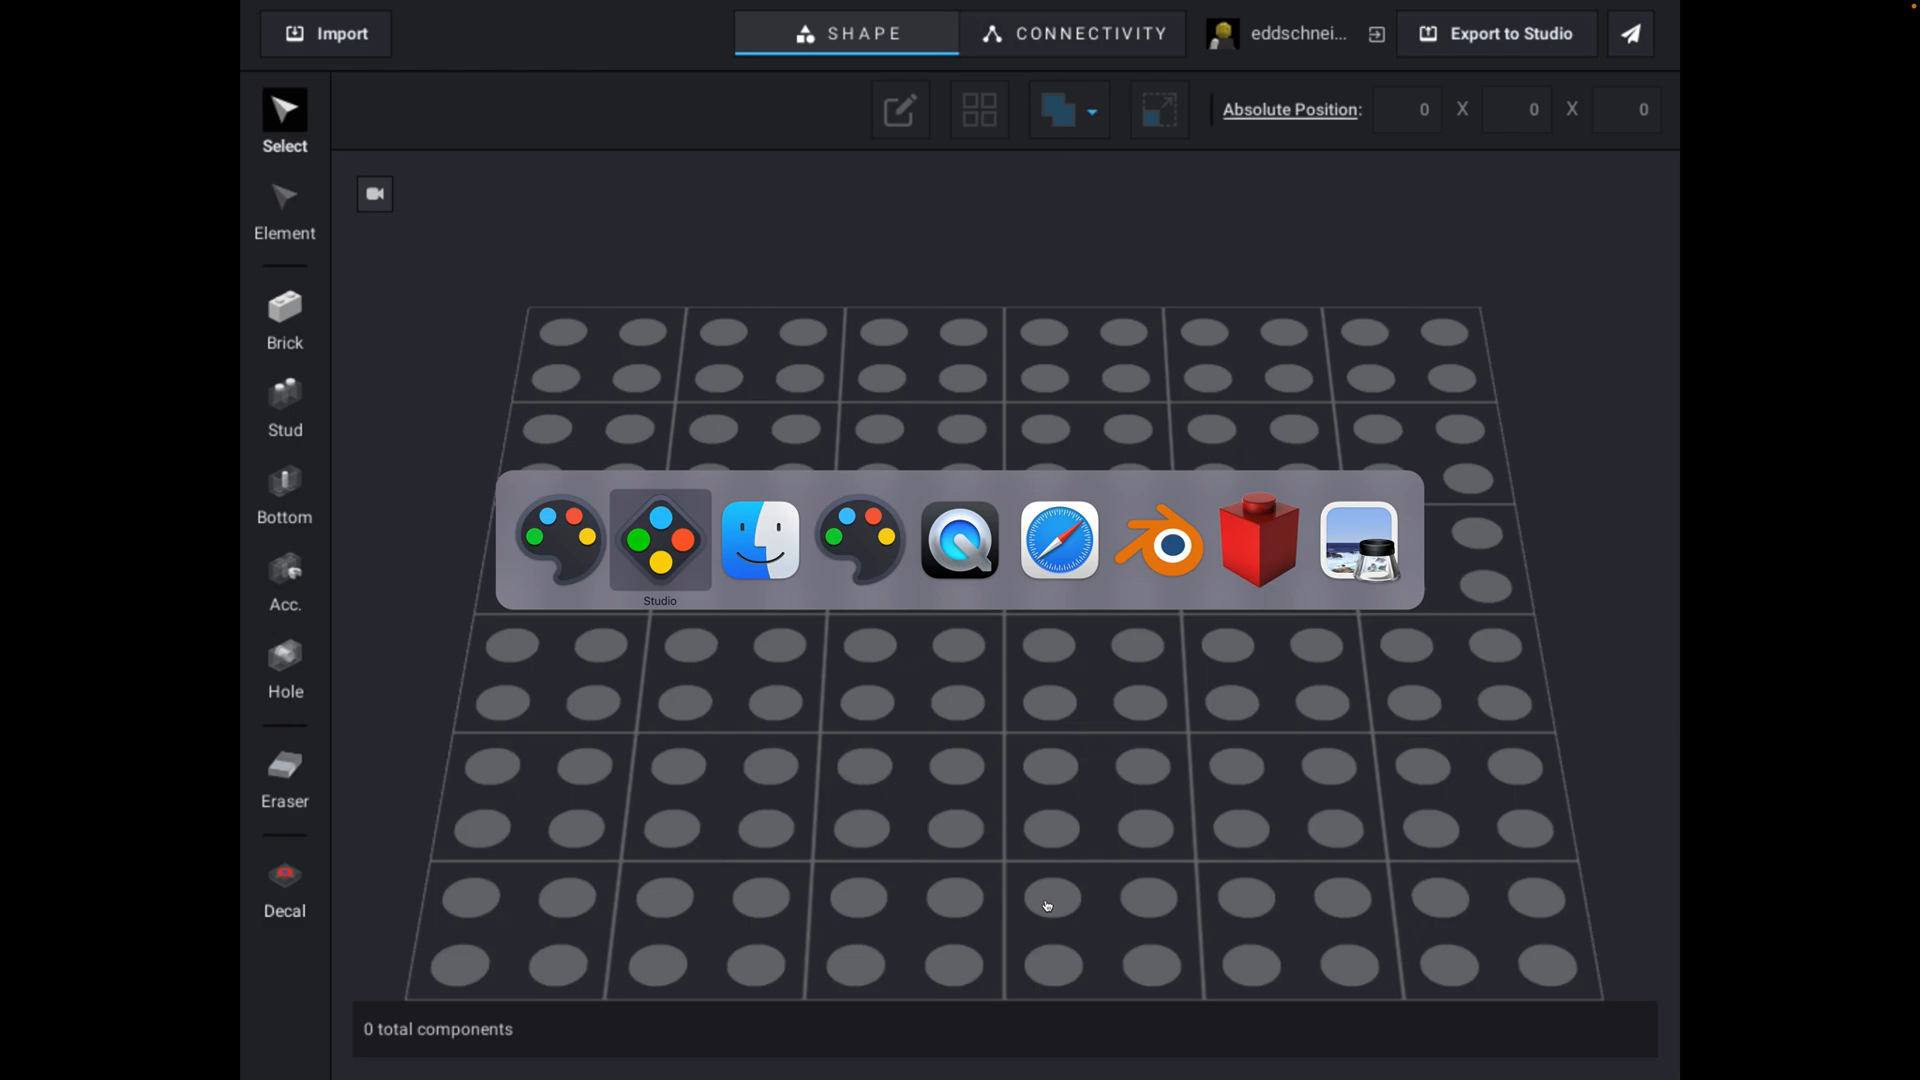 Import
SHAPE
CONNECTIVITY
eddschnei...
Export to Studio
Absolute Position:
0 X 0 X 0
Select
Element
Brick
Stud
Bottom
Acc.
Hole
Eraser
Decal
Studio
0 total components